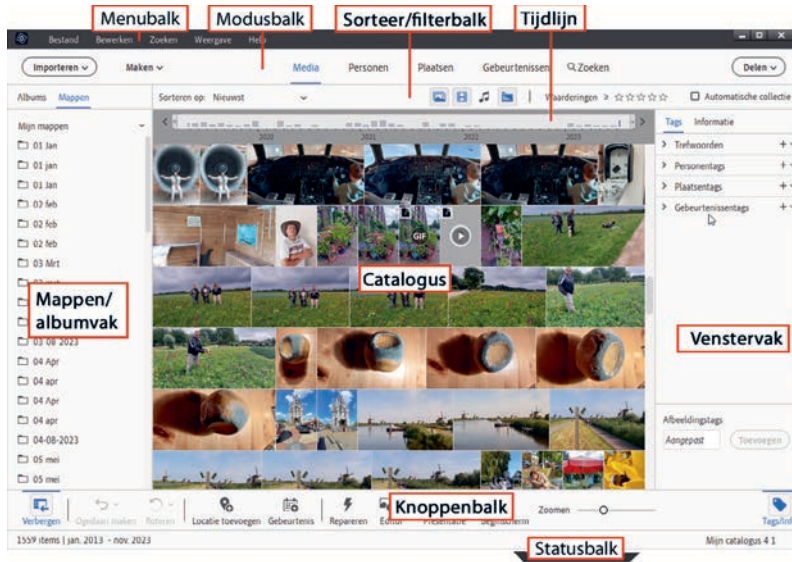 Menubalk Modusbalk Sorteer/filterbalk Tijdlijn
Bestand Bewerken Zoeken Weergave Help
Importeren Maken Media Personen Plaatsen Gebeurtenissen Zoeken Delen
Albums Mappen Sorteren op: Nieuwst Waarderingen ≥ Automatische collectie
Mijn mappen
2020 2021 2022 2023
Tags Informatie
01 Jan
01 jan
01 Jan
02 feb
02 feb
02 feb
03 Mrt
Mappen/
albumvak
03-08-2023
04 Apr
04 apr
04 Apr
04 apr
04-08-2023
05 mei
GIF
Catalogus
Trefwoorden
Personentags
Plaatsentags
Gebeurtenissentags
Venstervak
Afbeeldingstags
Aangepast Toevoegen
Knoppenbalk
Verbergen Ongedaan maken Roteren Locatie toevoegen Gebeurtenis Repareren Editor Presentatie Beginscherm Zoomen Tags/Inf
1559 items | jan. 2013 - nov. 2023 Statusbalk Mijn catalogus 4 1